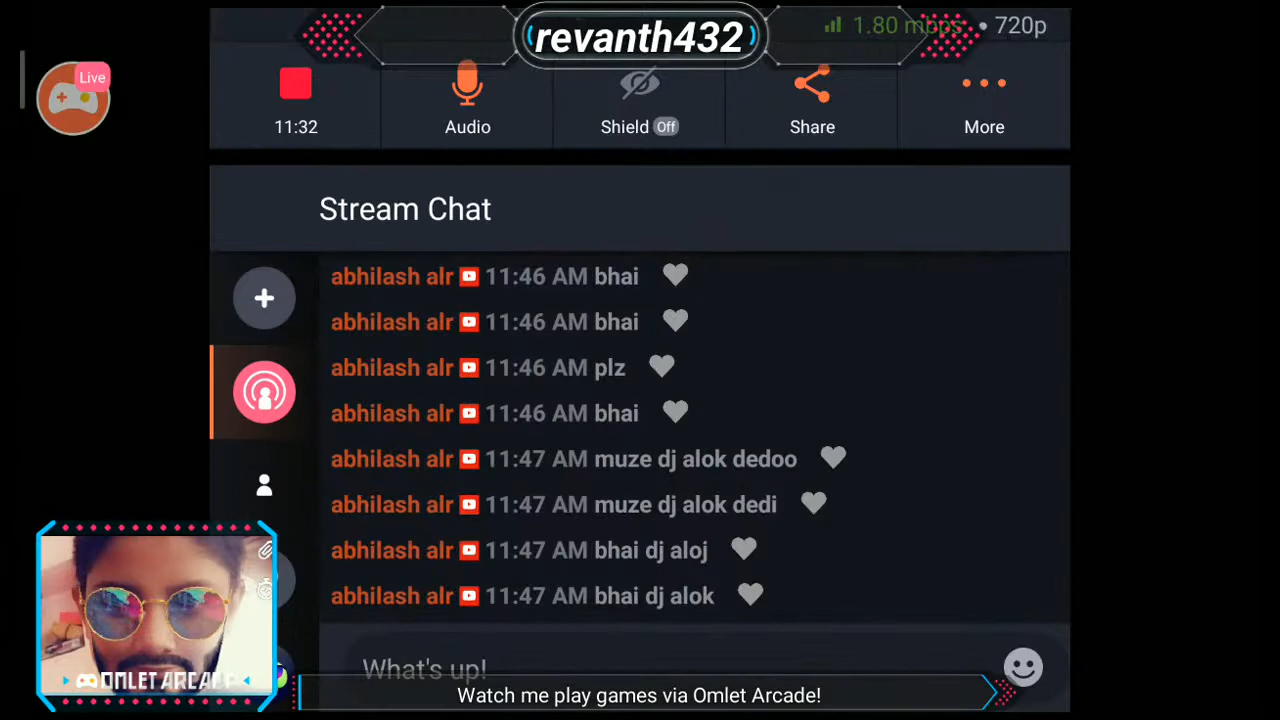 revanth432
1.80 mbps • 720p
Live
11:32
Audio
Shield Off
Share
More
Stream Chat
abhilash alr 11:46 AM bhai
abhilash alr 11:46 AM bhai
abhilash alr 11:46 AM plz
abhilash alr 11:46 AM bhai
abhilash alr 11:47 AM muze dj alok dedoo
abhilash alr 11:47 AM muze dj alok dedi
abhilash alr 11:47 AM bhai dj aloj
abhilash alr 11:47 AM bhai dj alok
What's up!
OMLET ARCADE
Watch me play games via Omlet Arcade!